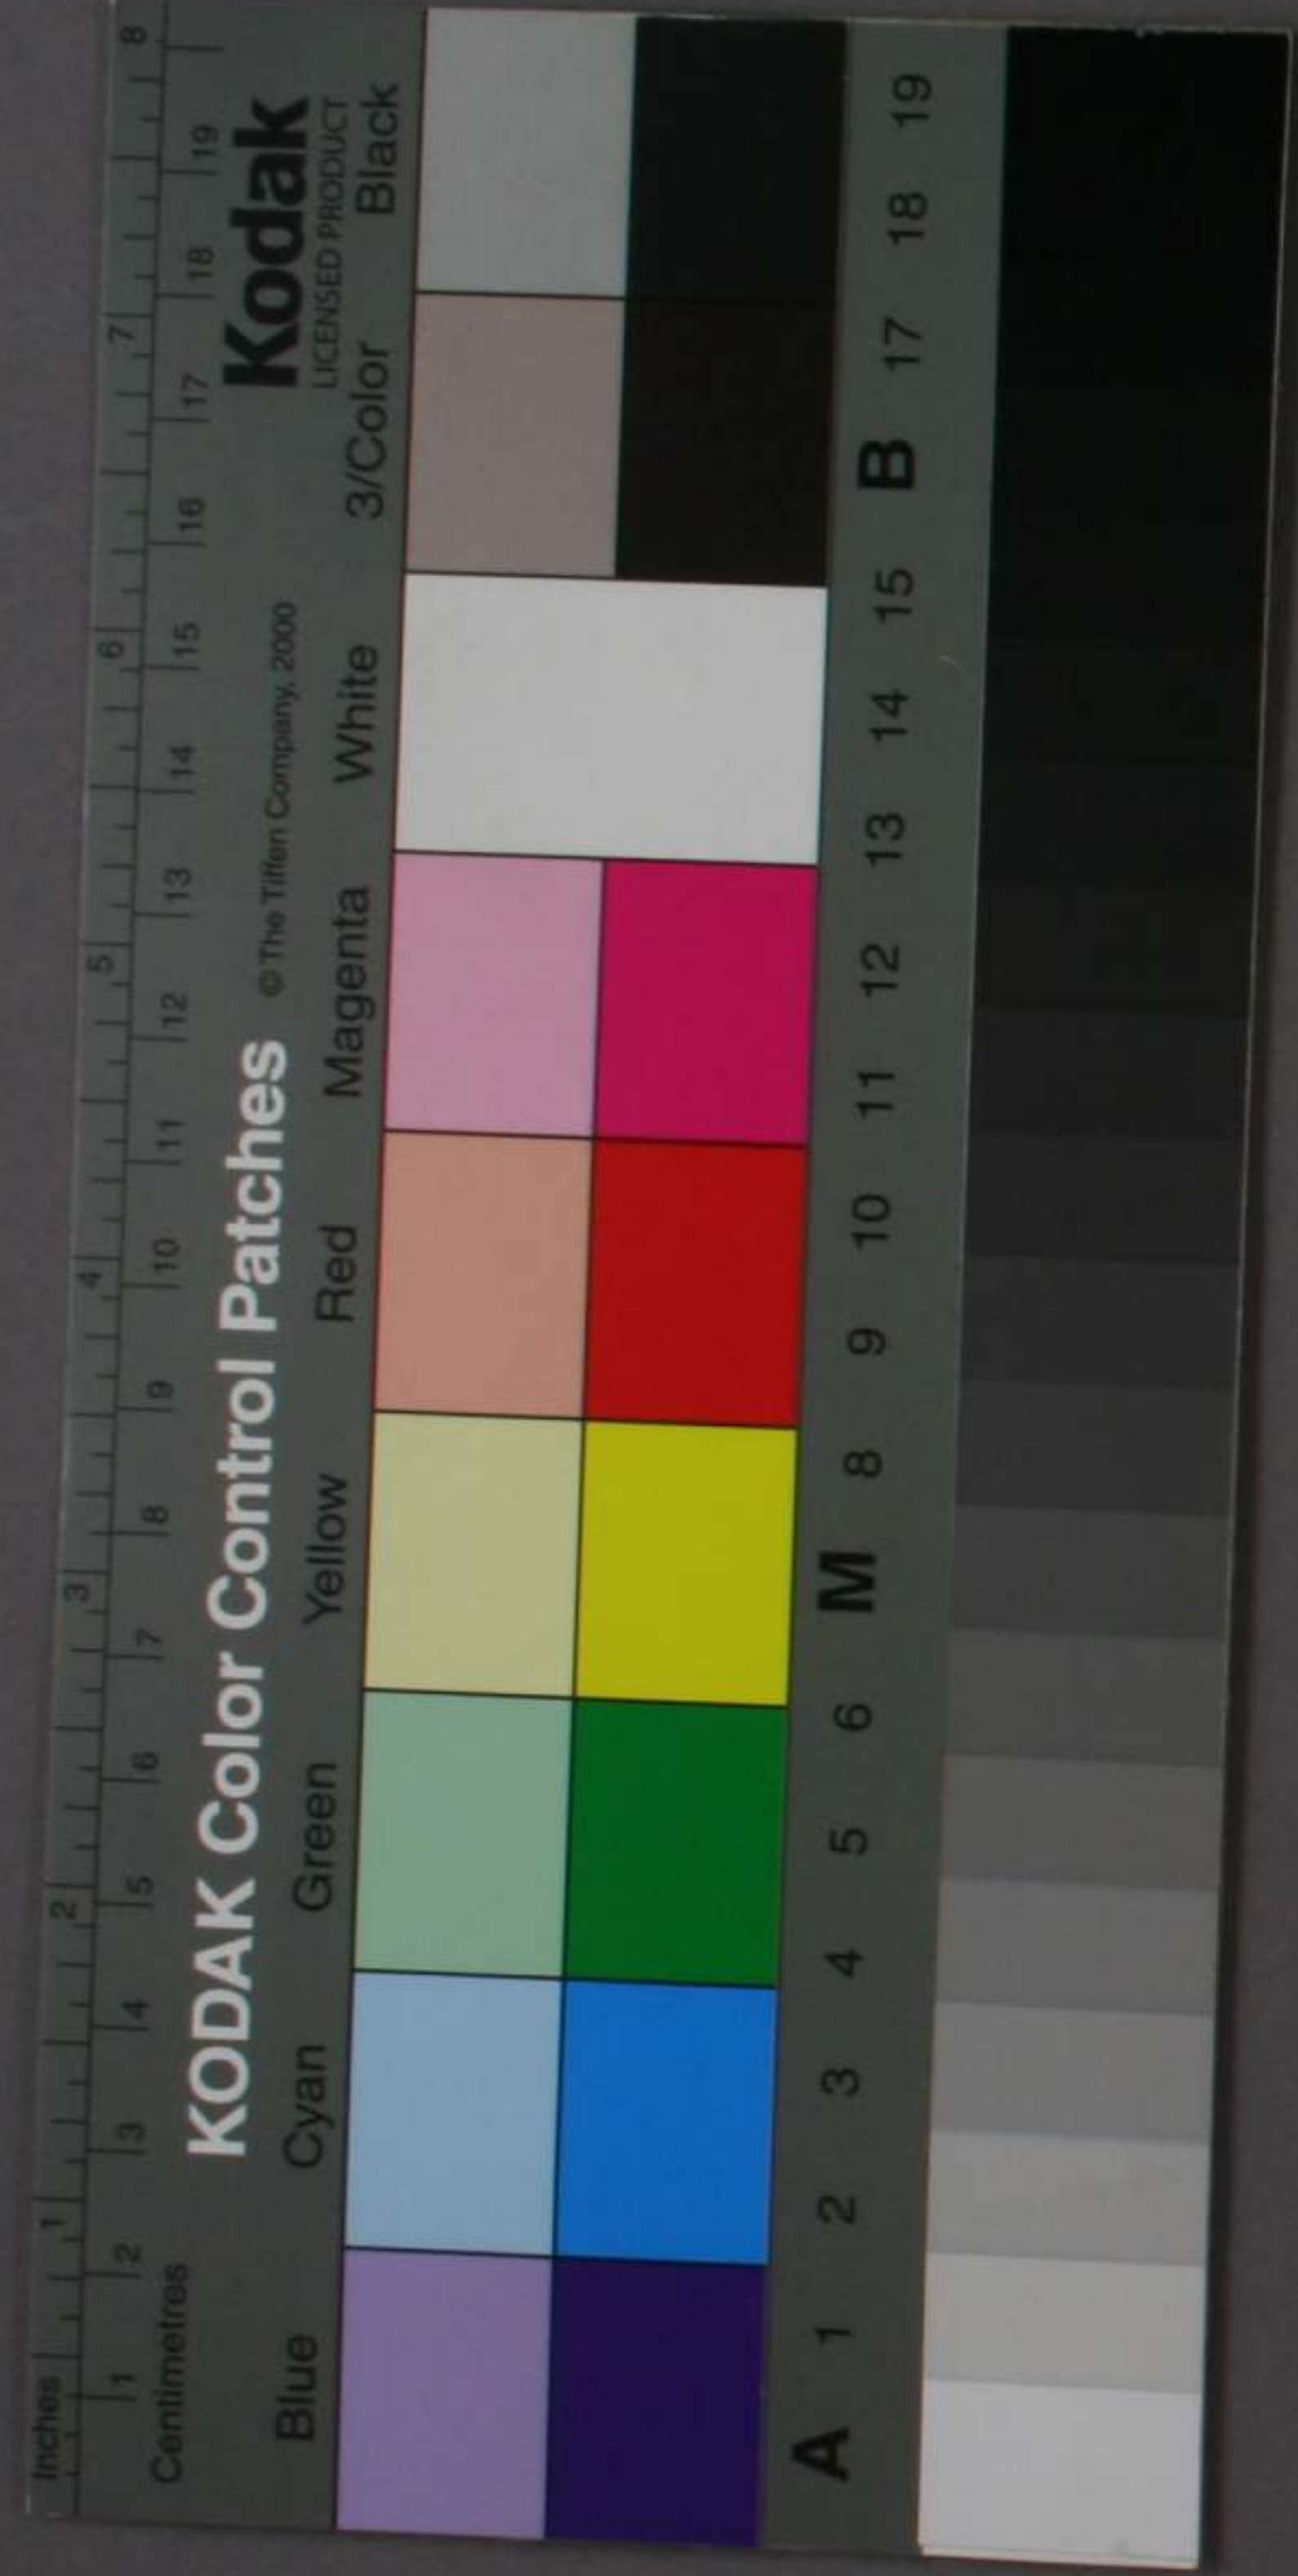 Inches 1 2 3 4 5 6 7 8
Centimetres 1 2 3 4 5 6 7 8 9 10 11 12 13 14 15 16 17 18 19
KODAK Color Control Patches © The Tiffen Company, 2000 Kodak
LICENSED PRODUCT
Blue Cyan Green Yellow Red Magenta White 3/Color Black
A 1 2 3 4 5 6 M 8 9 10 11 12 13 14 15 B 17 18 19